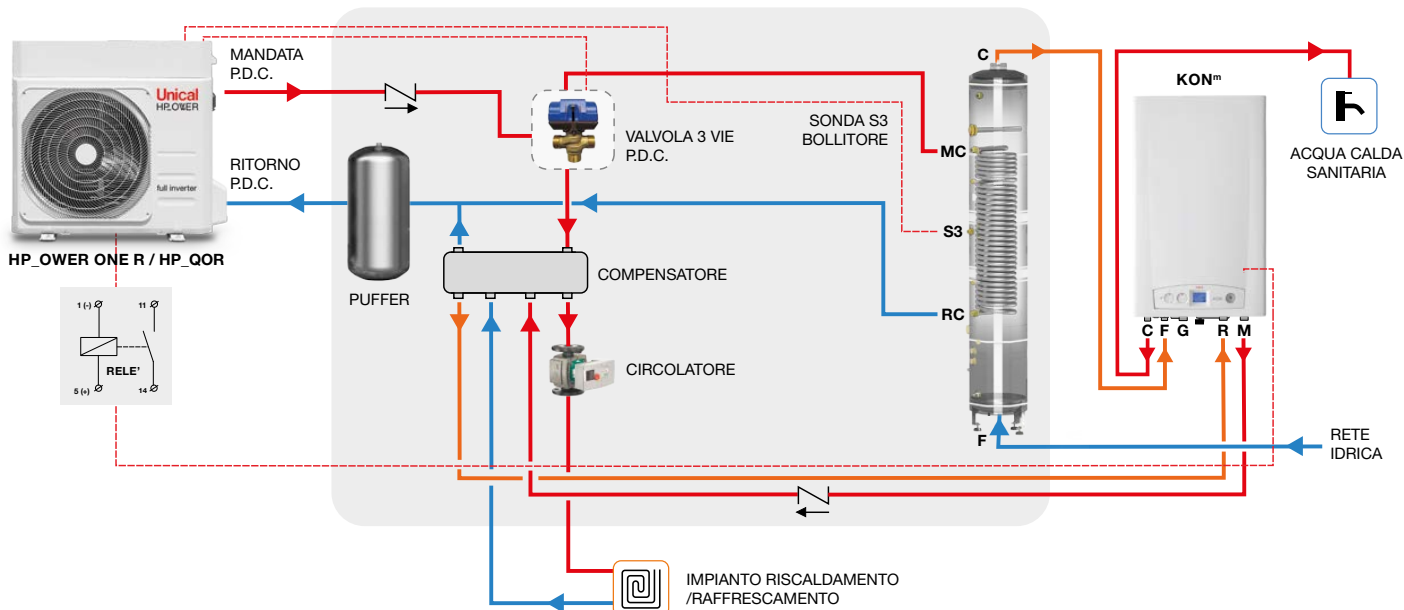 MANDATA
P.D.C.
Unical
HP_OWER
full inverter
RITORNO
P.D.C.
HP_OWER ONE R / HP_QOR
1 (-)
11
RELE'
5 (+)
14
PUFFER
VALVOLA 3 VIE
P.D.C.
COMPENSATORE
CIRCOLATORE
SONDA S3
BOLLITORE
C
MC
S3
RC
F
KONᵐ
C F G R M
ACQUA CALDA
SANITARIA
RETE
IDRICA
IMPIANTO RISCALDAMENTO
/RAFFRESCAMENTO